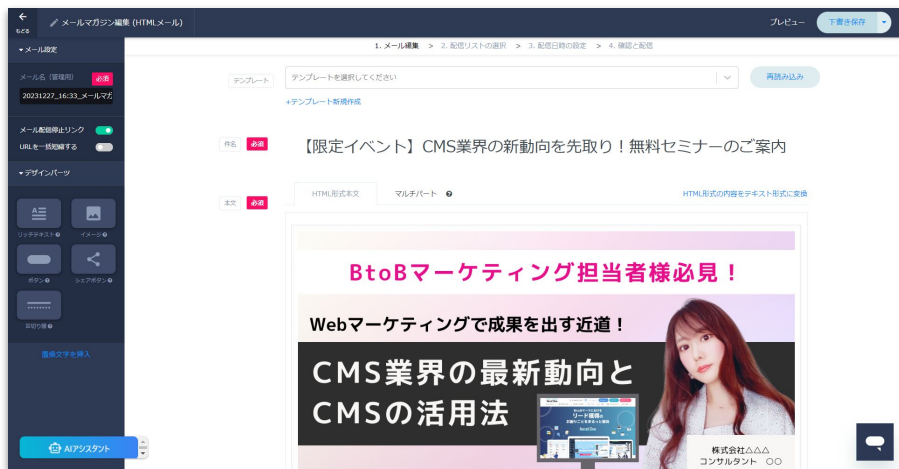 もどる
メールマガジン編集 (HTMLメール)
プレビュー
下書き保存
メール設定
メール名（管理用）
必須
20231227_16:33_メールマガ
メール配信停止リンク
URLを一括短縮する
デザインパーツ
リッチテキスト
イメージ
ボタン
シェアボタン
区切り線
置換文字を挿入
AIアシスタント
1. メール編集 > 2. 配信リストの選択 > 3. 配信日時の設定 > 4. 確認と配信
テンプレート
テンプレートを選択してください
再読み込み
+テンプレート新規作成
件名 必須
【限定イベント】CMS業界の新動向を先取り！無料セミナーのご案内
本文 必須
HTML形式本文
マルチパート
HTML形式の内容をテキスト形式に変換
BtoBマーケティング担当者様必見！
Webマーケティングで成果を出す近道！
CMS業界の最新動向と
CMSの活用法
株式会社△△△
コンサルタント 〇〇